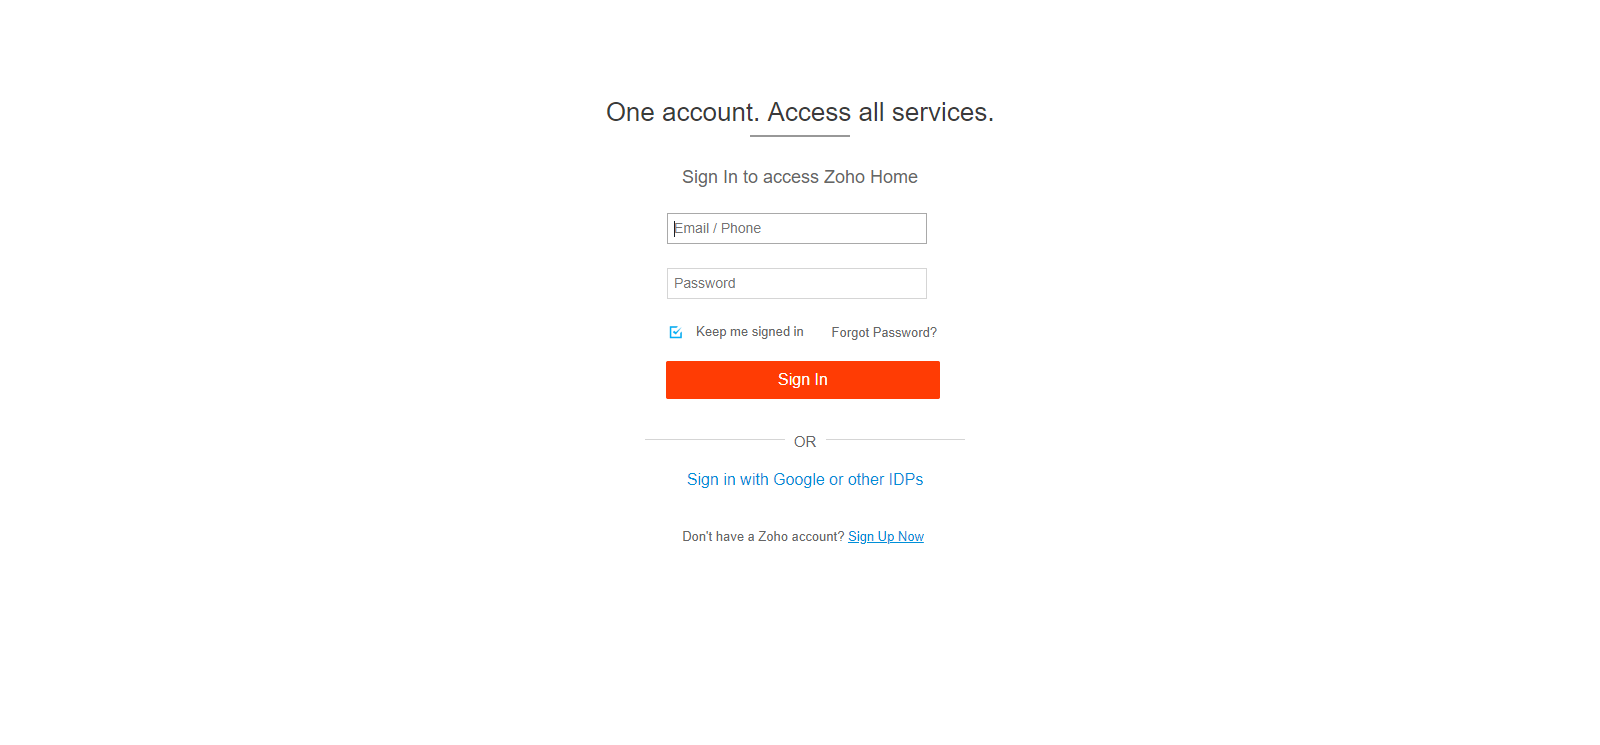 One account. Access all services.
Sign In to access Zoho Home
Email / Phone
Password
Keep me signed in Forgot Password?
Sign In
OR
Sign in with Google or other IDPs
Don't have a Zoho account? Sign Up Now